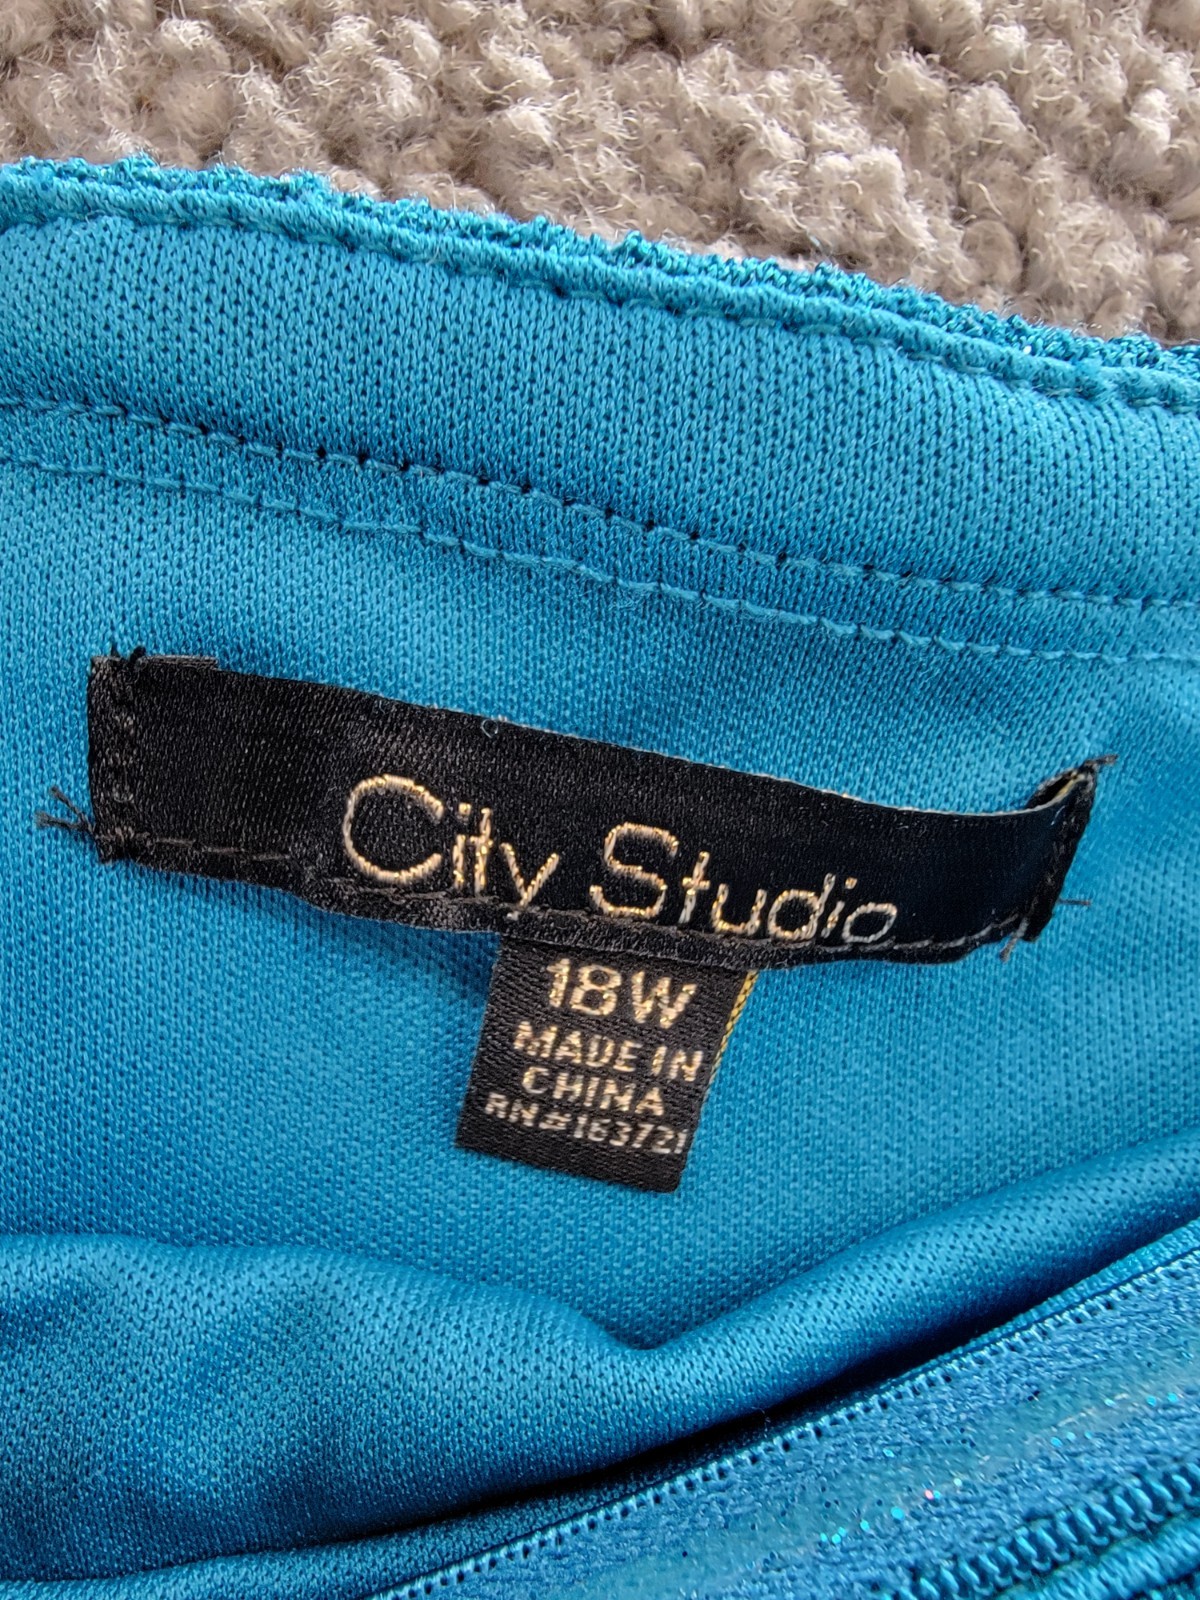 City Studio
18W
MADE IN
CHINA
RN#163721